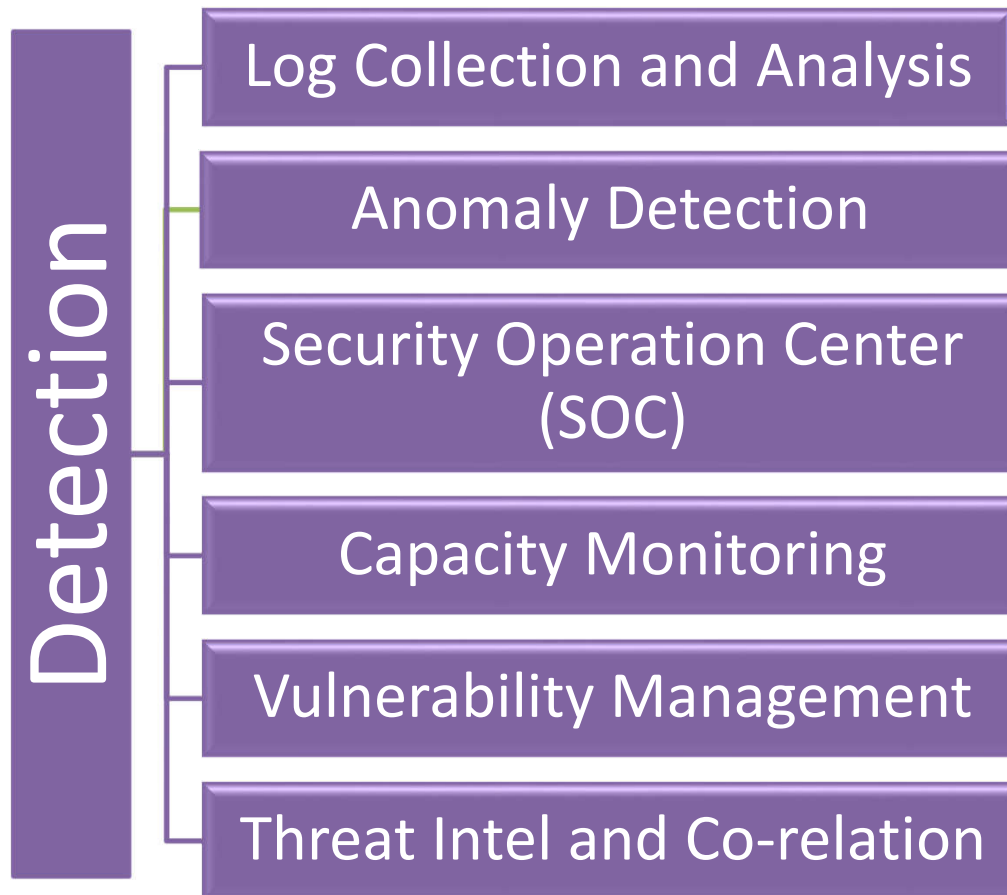 Detection
Log Collection and Analysis
Anomaly Detection
Security Operation Center
(SOC)
Capacity Monitoring
Vulnerability Management
Threat Intel and Co-relation